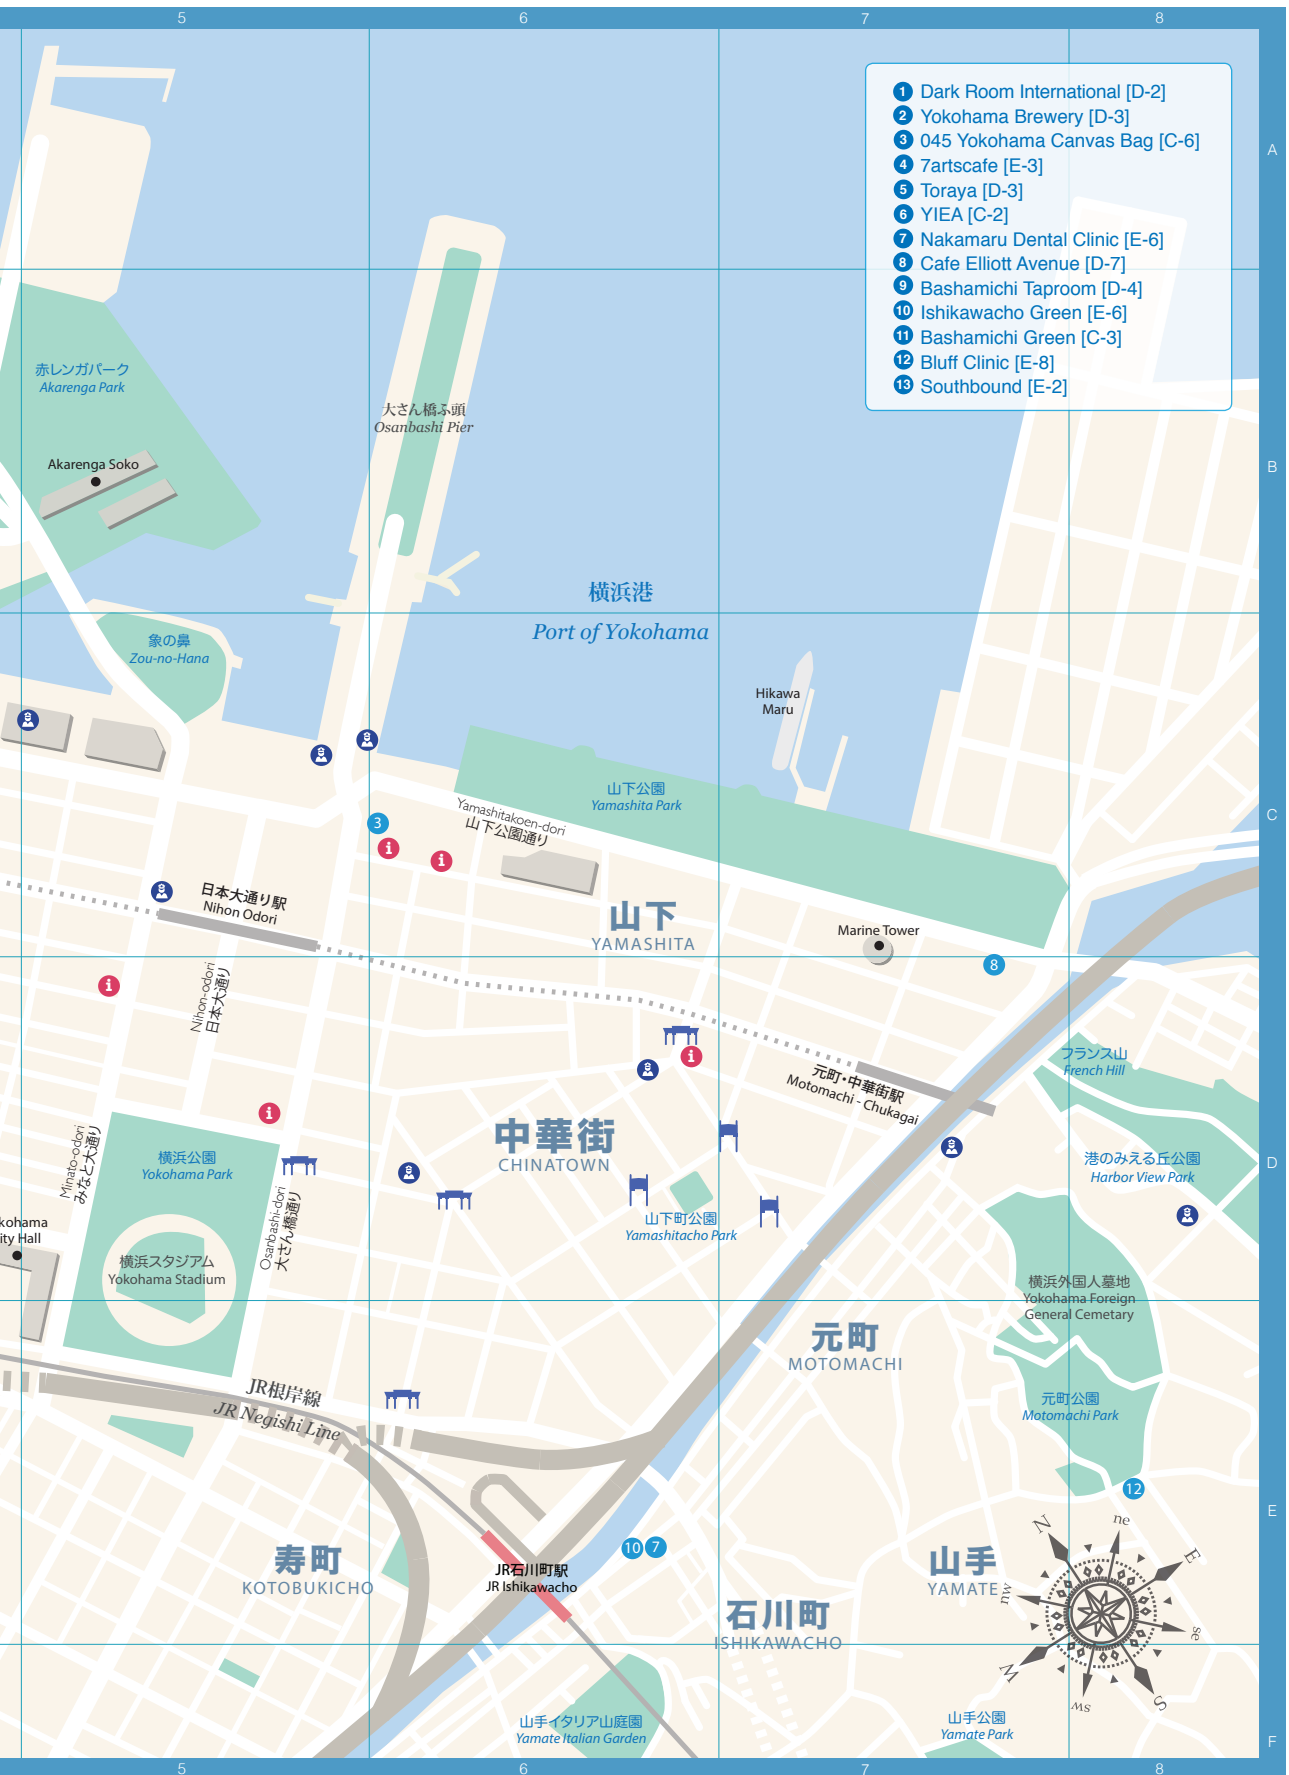 5 6 7 8
1 Dark Room International [D-2]
2 Yokohama Brewery [D-3]
3 045 Yokohama Canvas Bag [C-6]
4 7artscafe [E-3]
5 Toraya [D-3]
6 YIEA [C-2]
7 Nakamaru Dental Clinic [E-6]
8 Cafe Elliott Avenue [D-7]
9 Bashamichi Taproom [D-4]
10 Ishikawacho Green [E-6]
11 Bashamichi Green [C-3]
12 Bluff Clinic [E-8]
13 Southbound [E-2]
A
赤レンガパーク
Akarenga Park
大さん橋ふ頭
Osanbashi Pier
Akarenga Soko
B
横浜港
Port of Yokohama
象の鼻
Zou-no-Hana
Hikawa
Maru
山下公園
Yamashita Park
Yamashitakoen-dori
山下公園通り
3
C
日本大通り駅
Nihon Odori
山下
YAMASHITA
Marine Tower
8
Nihon-odori
日本大通り
フランス山
French Hill
元町・中華街駅
Motomachi - Chukagai
中華街
CHINATOWN
Minato-odori
みなと大通り
横浜公園
Yokohama Park
港のみえる丘公園
Harbor View Park
D
Osanbashi-dori
大さん橋通り
山下町公園
Yamashitacho Park
kohama
ity Hall
横浜スタジアム
Yokohama Stadium
横浜外国人墓地
Yokohama Foreign
General Cemetary
元町
MOTOMACHI
JR根岸線
JR Negishi Line
元町公園
Motomachi Park
12
E
10 7
寿町
KOTOBUKICHO
JR石川町駅
JR Ishikawacho
山手
YAMATE
石川町
ISHIKAWACHO
N
ne
E
se
S
sw
W
nw
山手イタリア山庭園
Yamate Italian Garden
山手公園
Yamate Park
F
5 6 7 8